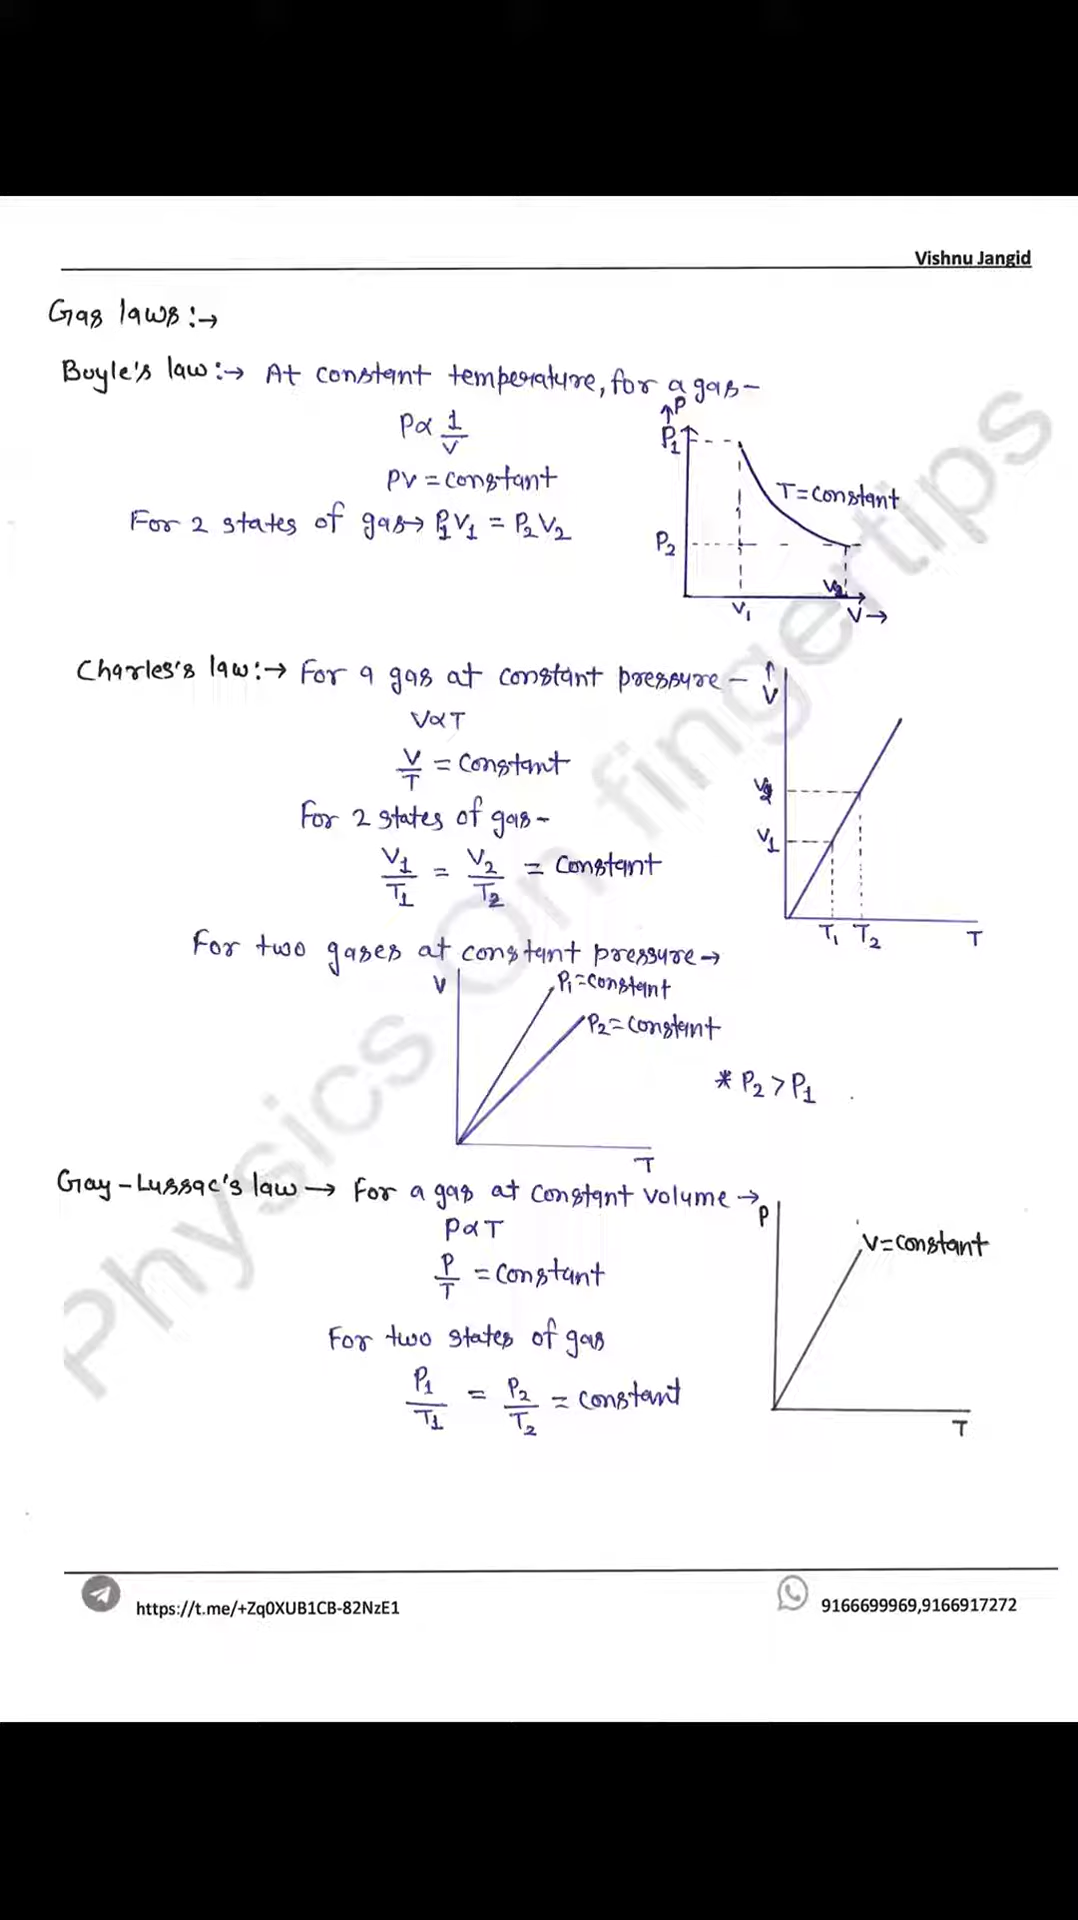 Vishnu Jangid
Gas laws :→
Boyle's law :→ At constant temperature, for a gas -
P∝ 1/V
PV = constant
For 2 states of gas → P1V1 = P2V2
↑P
P1
T = constant
P2
V2
V1
V→
Charles's law :→ For a gas at constant pressure -
↑
V
V∝T
V/T = constant
For 2 states of gas -
V1/T1 = V2/T2 = constant
V2
V1
T1 T2 T
For two gases at constant pressure →
V
P1 = constant
P2 = constant
* P2 > P1
T
Gay-Lussac's law → For a gas at constant volume →
P∝T
P/T = constant
P
V = constant
For two states of gas
P1/T1 = P2/T2 = constant
T
Physics On fingertips
https://t.me/+Zq0XUB1CB-82NzE1
9166699969,9166917272